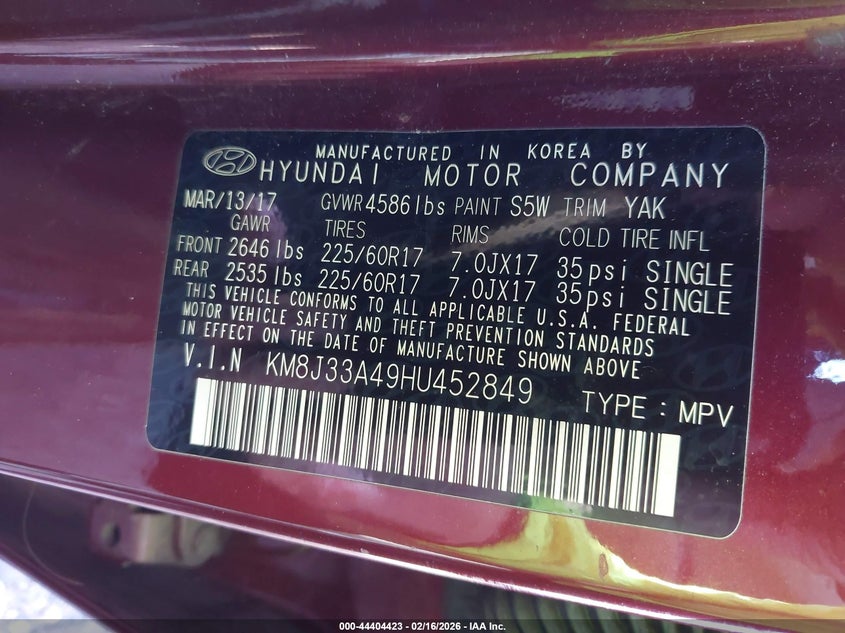 MANUFACTURED IN KOREA BY
HYUNDAI MOTOR COMPANY
MAR/13/17 GVWR 4586 lbs PAINT S5W TRIM YAK
GAWR TIRES RIMS COLD TIRE INFL
FRONT 2646 lbs 225/60R17 7.0JX17 35psi SINGLE
REAR 2535 lbs 225/60R17 7.0JX17 35psi SINGLE
THIS VEHICLE CONFORMS TO ALL APPLICABLE U.S.A. FEDERAL
MOTOR VEHICLE SAFETY AND THEFT PREVENTION STANDARDS
IN EFFECT ON THE DATE OF MANUFACTURE SHOWN ABOVE
V.I.N KM8J33A49HU452849
TYPE : MPV
000-44404423 - 02/16/2026 - IAA Inc.